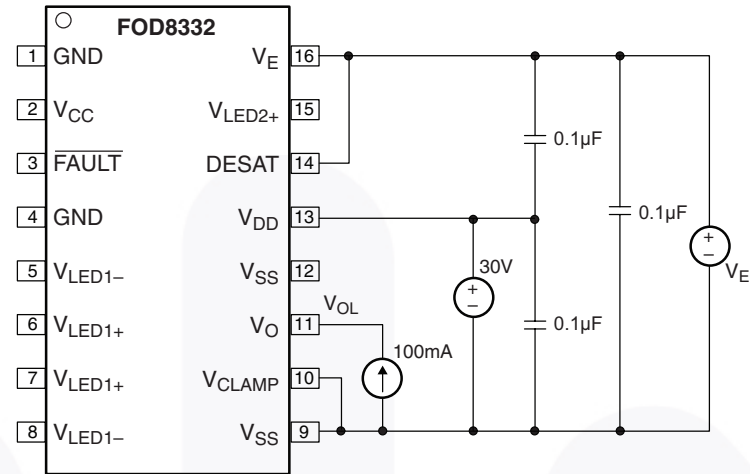 FOD8332
1 GND
2 VCC
3 FAULT
4 GND
5 VLED1–
6 VLED1+
7 VLED1+
8 VLED1–
VE 16
VLED2+ 15
DESAT 14
VDD 13
VSS 12
VO 11
VCLAMP 10
VSS 9
VOL
100mA
30V
0.1µF
0.1µF
0.1µF
VE